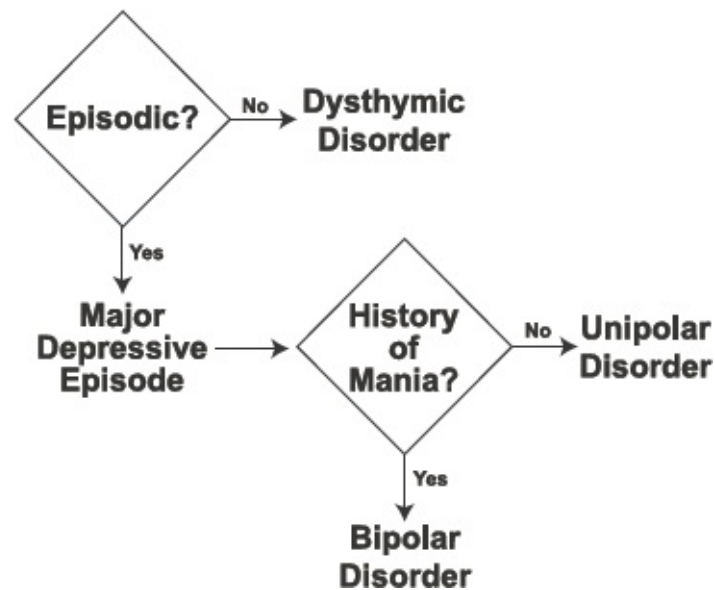 Episodic?
No
Dysthymic
Disorder
Yes
Major
Depressive
Episode
History
of
Mania?
No
Unipolar
Disorder
Yes
Bipolar
Disorder